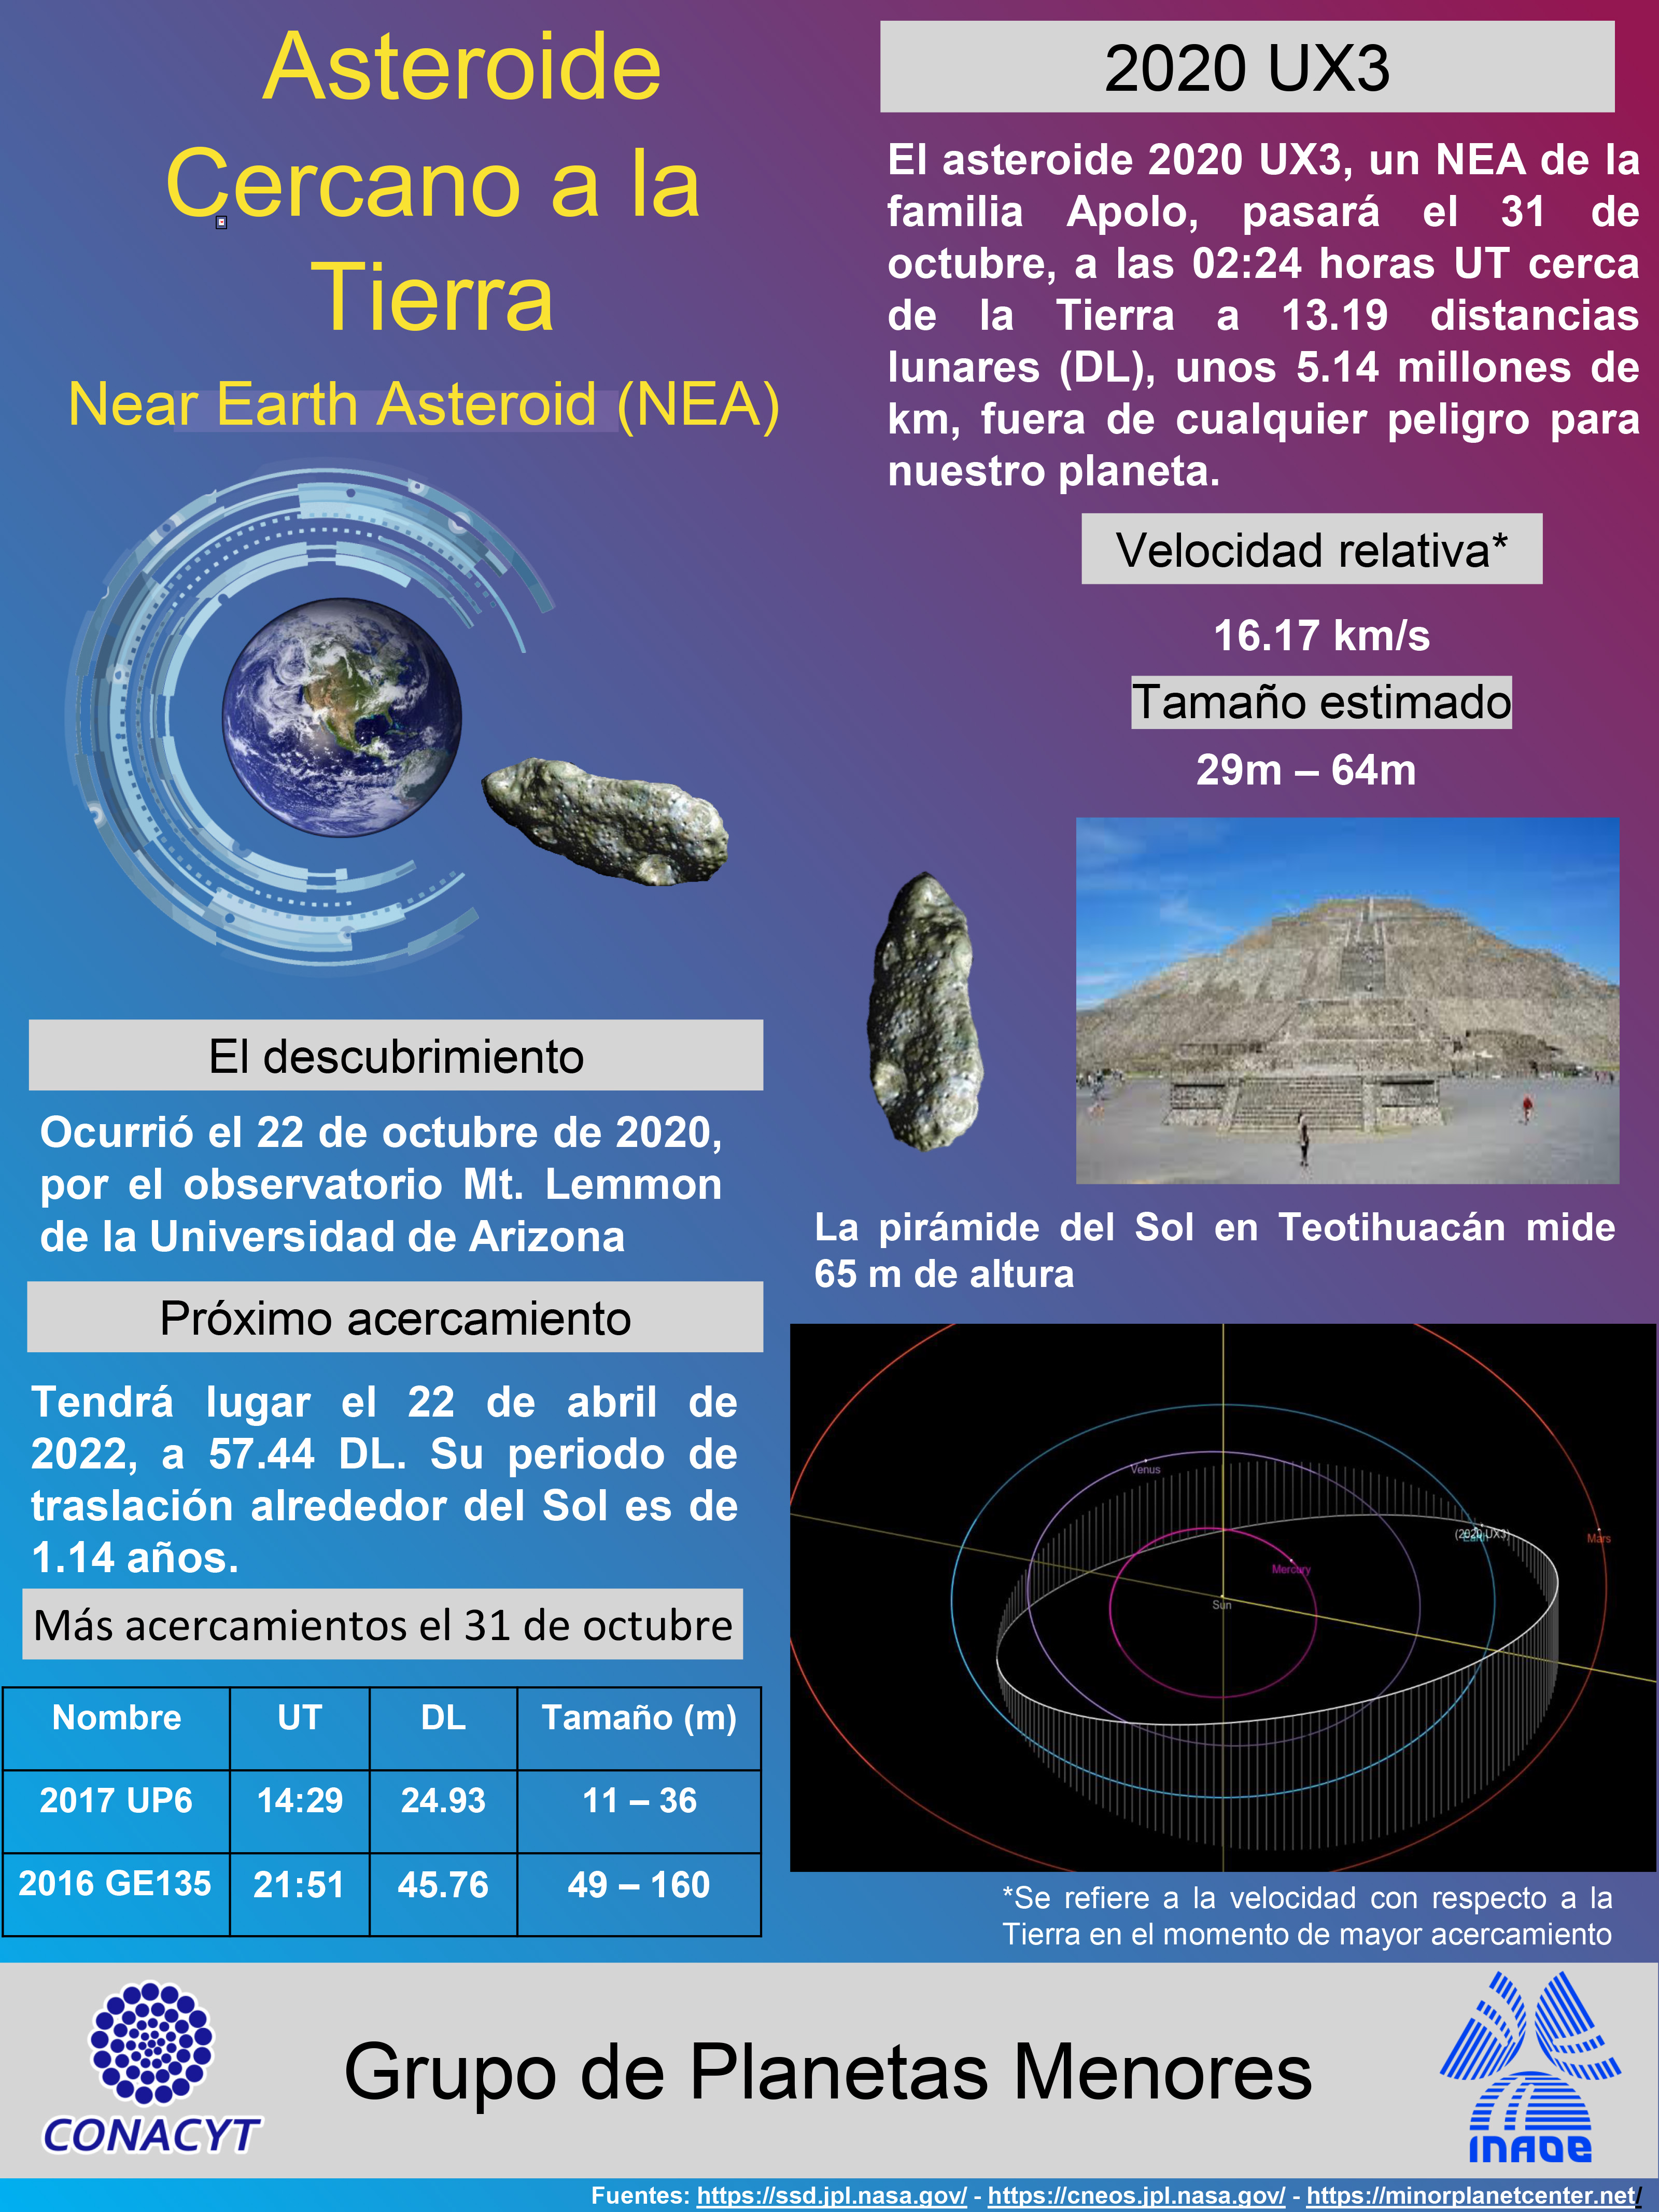 Asteroide
Cercano a la
Tierra
Near Earth Asteroid (NEA)
2020 UX3
El asteroide 2020 UX3, un NEA de la
familia Apolo, pasará el 31 de
octubre, a las 02:24 horas UT cerca
de la Tierra a 13.19 distancias
lunares (DL), unos 5.14 millones de
km, fuera de cualquier peligro para
nuestro planeta.
Velocidad relativa*
16.17 km/s
Tamaño estimado
29m – 64m
La pirámide del Sol en Teotihuacán mide
65 m de altura
El descubrimiento
Ocurrió el 22 de octubre de 2020,
por el observatorio Mt. Lemmon
de la Universidad de Arizona
Próximo acercamiento
Tendrá lugar el 22 de abril de
2022, a 57.44 DL. Su periodo de
traslación alrededor del Sol es de
1.14 años.
Más acercamientos el 31 de octubre
Nombre UT DL Tamaño (m)
2017 UP6 14:29 24.93 11 – 36
2016 GE135 21:51 45.76 49 – 160
Venus
(2020 UX3)
Earth
Mars
Mercury
Sun
*Se refiere a la velocidad con respecto a la
Tierra en el momento de mayor acercamiento
CONACYT
Grupo de Planetas Menores
INAOE
Fuentes: https://ssd.jpl.nasa.gov/ - https://cneos.jpl.nasa.gov/ - https://minorplanetcenter.net/